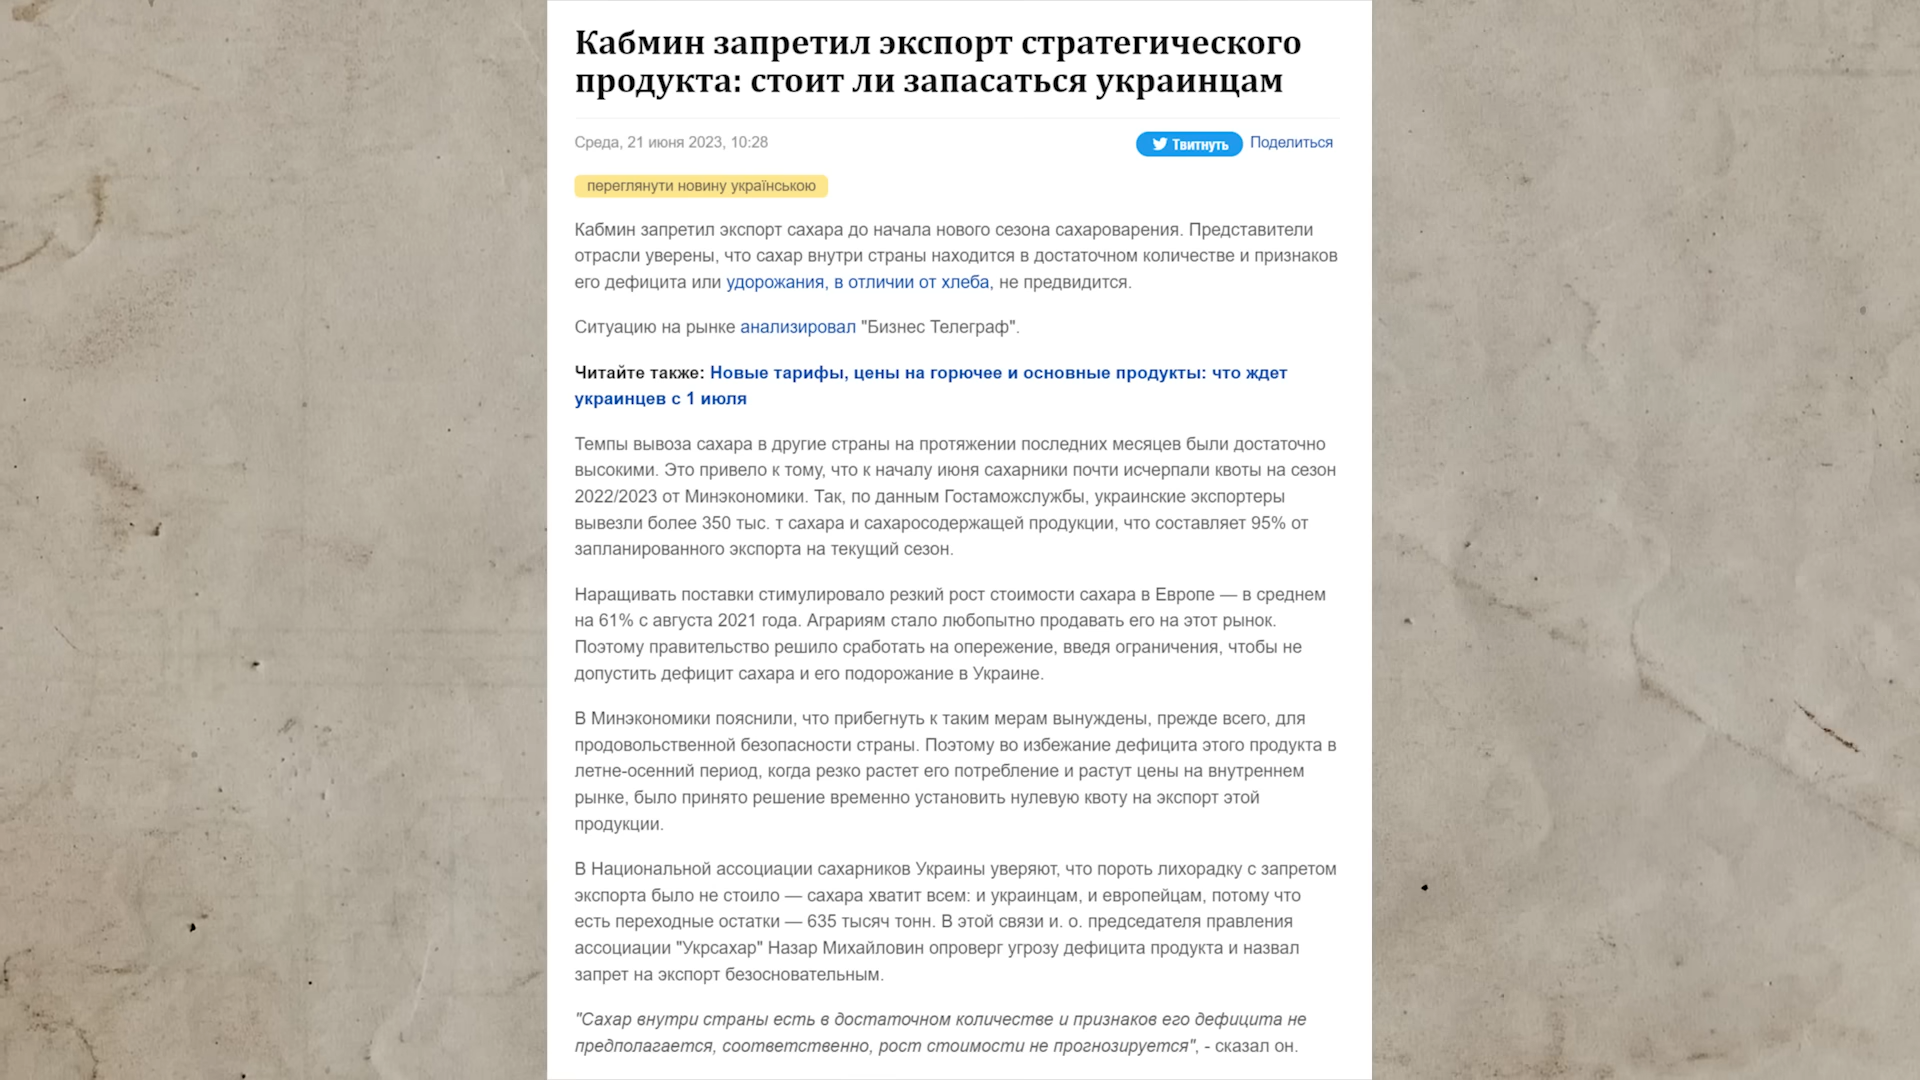 Кабмин запретил экспорт стратегического
продукта: стоит ли запасаться украинцам
Среда, 21 июня 2023, 10:28
Твитнуть
Поделиться
переглянути новину українською
Кабмин запретил экспорт сахара до начала нового сезона сахароварения. Представители
отрасли уверены, что сахар внутри страны находится в достаточном количестве и признаков
его дефицита или удорожания, в отличии от хлеба, не предвидится.
Ситуацию на рынке анализировал "Бизнес Телеграф".
Читайте также: Новые тарифы, цены на горючее и основные продукты: что ждет
украинцев с 1 июля
Темпы вывоза сахара в другие страны на протяжении последних месяцев были достаточно
высокими. Это привело к тому, что к началу июня сахарники почти исчерпали квоты на сезон
2022/2023 от Минэкономики. Так, по данным Гостаможслужбы, украинские экспортеры
вывезли более 350 тыс. т сахара и сахаросодержащей продукции, что составляет 95% от
запланированного экспорта на текущий сезон.
Наращивать поставки стимулировало резкий рост стоимости сахара в Европе — в среднем
на 61% с августа 2021 года. Аграриям стало любопытно продавать его на этот рынок.
Поэтому правительство решило сработать на опережение, введя ограничения, чтобы не
допустить дефицит сахара и его подорожание в Украине.
В Минэкономики пояснили, что прибегнуть к таким мерам вынуждены, прежде всего, для
продовольственной безопасности страны. Поэтому во избежание дефицита этого продукта в
летне-осенний период, когда резко растет его потребление и растут цены на внутреннем
рынке, было принято решение временно установить нулевую квоту на экспорт этой
продукции.
В Национальной ассоциации сахарников Украины уверяют, что пороть лихорадку с запретом
экспорта было не стоило — сахара хватит всем: и украинцам, и европейцам, потому что
есть переходные остатки — 635 тысяч тонн. В этой связи и. о. председателя правления
ассоциации "Укрсахар" Назар Михайловин опроверг угрозу дефицита продукта и назвал
запрет на экспорт безосновательным.
"Сахар внутри страны есть в достаточном количестве и признаков его дефицита не
предполагается, соответственно, рост стоимости не прогнозируется", - сказал он.